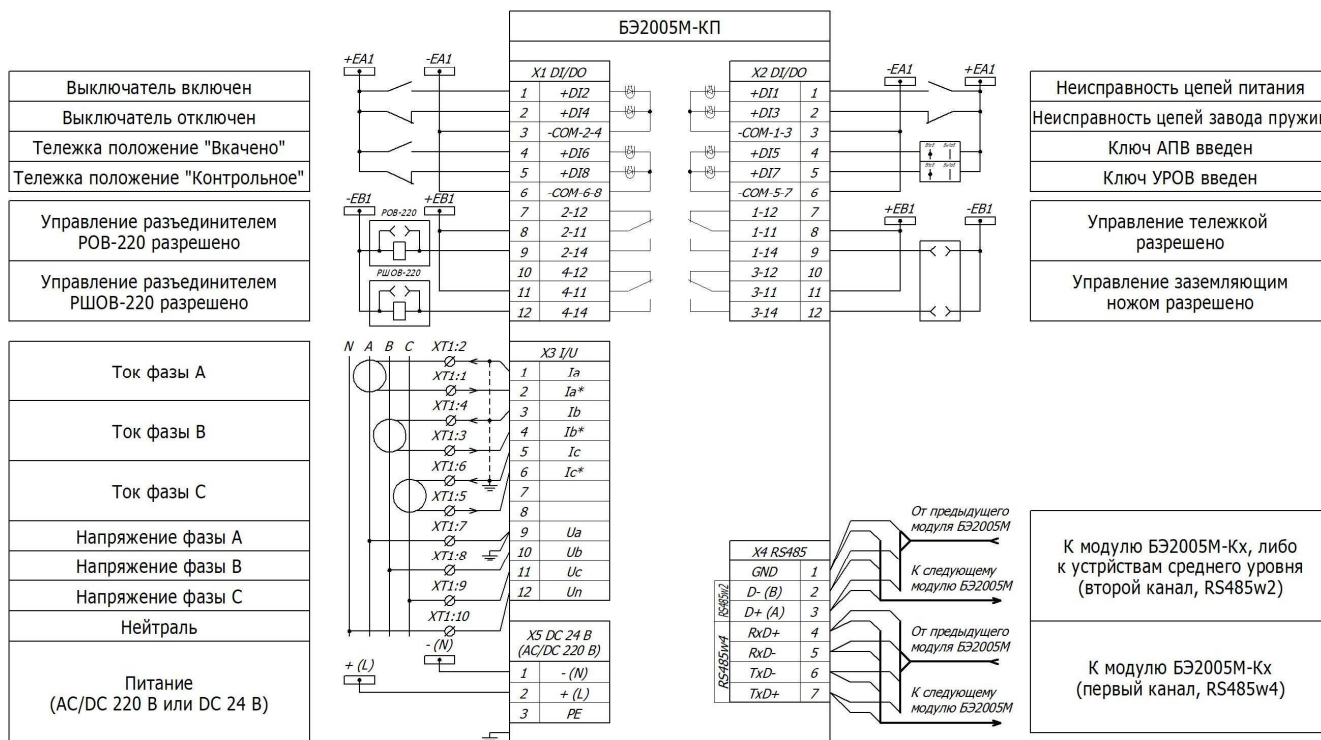 БЭ2005М-КП
+EA1
-EA1
-EA1
+EA1
Выключатель включен
Выключатель отключен
Тележка положение "Вкачено"
Тележка положение "Контрольное"
Управление разъединителем
РОВ-220 разрешено
Управление разъединителем
РШОВ-220 разрешено
-EB1
+EB1
РОВ-220
РШОВ-220
X1 DI/DO
1 +DI2
2 +DI4
3 -COM-2-4
4 +DI6
5 +DI8
6 -COM-6-8
7 2-12
8 2-11
9 2-14
10 4-12
11 4-11
12 4-14
X2 DI/DO
+DI1 1
+DI3 2
-COM-1-3 3
+DI5 4
+DI7 5
-COM-5-7 6
1-12 7
1-11 8
1-14 9
3-12 10
3-11 11
3-14 12
+EB1
-EB1
Неисправность цепей питания
Неисправность цепей завода пружин
Ключ АПВ введен
Ключ УРОВ введен
Управление тележкой
разрешено
Управление заземляющим
ножом разрешено
Ток фазы А
Ток фазы В
Ток фазы С
Напряжение фазы А
Напряжение фазы В
Напряжение фазы С
Нейтраль
Питание
(AC/DC 220 В или DC 24 В)
N A B C
XT1:2
XT1:1
XT1:4
XT1:3
XT1:6
XT1:5
XT1:7
XT1:8
XT1:9
XT1:10
- (N)
+ (L)
X3 I/U
1 Ia
2 Ia*
3 Ib
4 Ib*
5 Ic
6 Ic*
7
8
9 Ua
10 Ub
11 Uc
12 Un
X5 DC 24 В
(AC/DC 220 В)
1 - (N)
2 + (L)
3 PE
X4 RS485
GND 1
D- (B) 2
D+ (A) 3
RxD+ 4
RxD- 5
TxD- 6
TxD+ 7
RS485w2
RS485w4
От предыдущего
модуля БЭ2005М
К следующему
модулю БЭ2005М
От предыдущего
модуля БЭ2005М
К следующему
модулю БЭ2005М
К модулю БЭ2005М-Кх, либо
к устрйствам среднего уровня
(второй канал, RS485w2)
К модулю БЭ2005М-Кх
(первый канал, RS485w4)